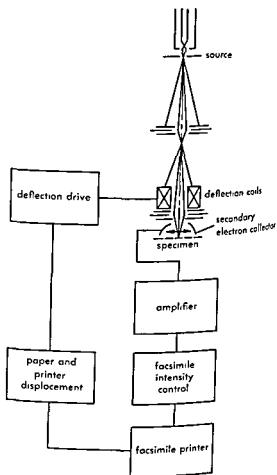 source
deflection drive
deflection coils
secondary
electron collector
specimen
amplifier
paper and
printer
displacement
facsimile
intensity
control
facsimile printer